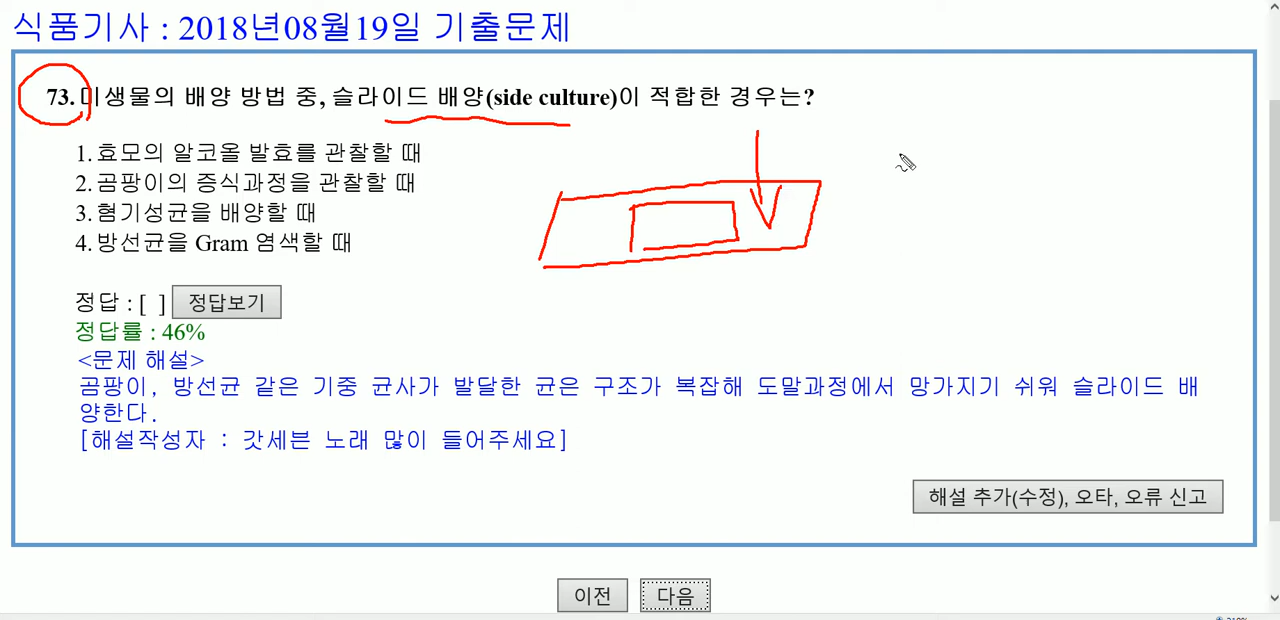 식품기사 : 2018년08월19일 기출문제
73. 미생물의 배양 방법 중, 슬라이드 배양(side culture)이 적합한 경우는?
1. 효모의 알코올 발효를 관찰할 때
2. 곰팡이의 증식과정을 관찰할 때
3. 혐기성균을 배양할 때
4. 방선균을 Gram 염색할 때
정답 : [ ] 정답보기
정답률 : 46%
<문제 해설>
곰팡이, 방선균 같은 기중 균사가 발달한 균은 구조가 복잡해 도말과정에서 망가지기 쉬워 슬라이드 배
양한다.
[해설작성자 : 갓세븐 노래 많이 들어주세요]
해설 추가(수정), 오타, 오류 신고
이전 다음